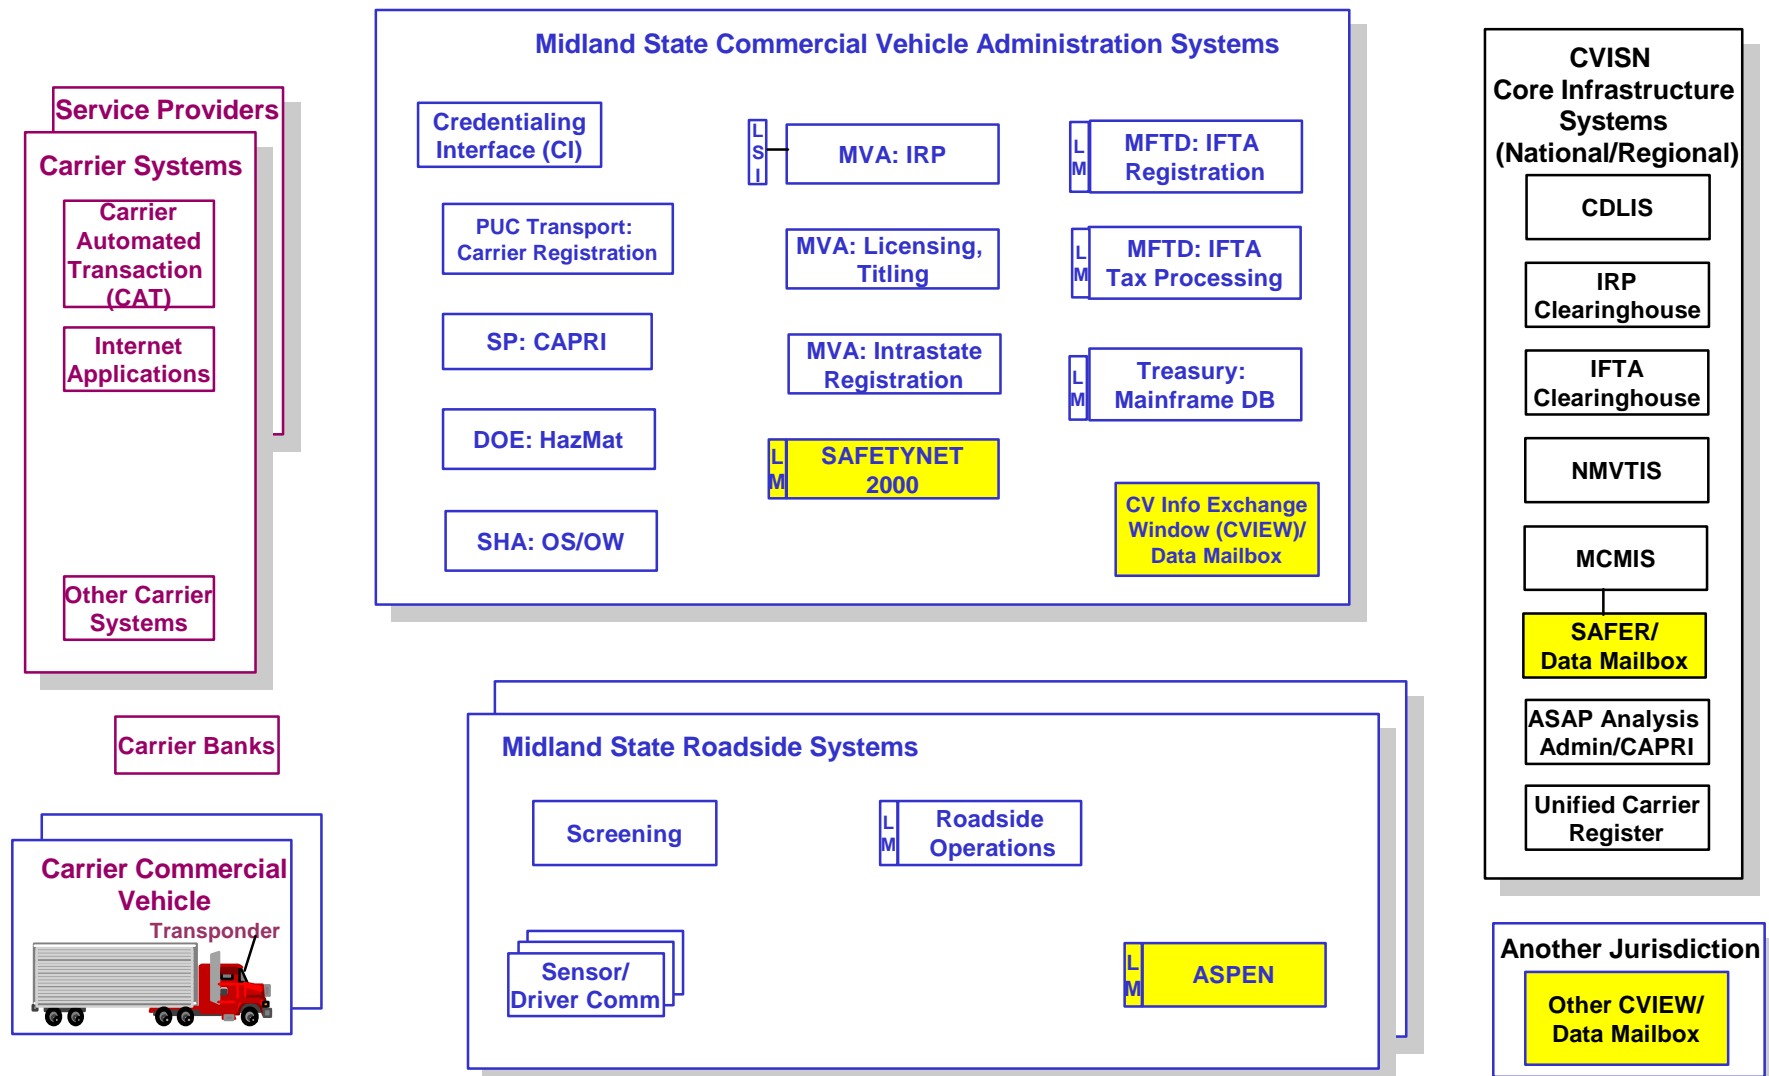 Midland State Commercial Vehicle Administration Systems
Service Providers
Carrier Systems
Carrier
Automated
Transaction
(CAT)
Internet
Applications
Other Carrier
Systems
Carrier Banks
Carrier Commercial
Vehicle
Transponder
Credentialing
Interface (CI)
PUC Transport:
Carrier Registration
SP: CAPRI
DOE: HazMat
SHA: OS/OW
L
S
I
MVA: IRP
MVA: Licensing,
Titling
MVA: Intrastate
Registration
L
M
SAFETYNET
2000
L
M
MFTD: IFTA
Registration
L
M
MFTD: IFTA
Tax Processing
L
M
Treasury:
Mainframe DB
CV Info Exchange
Window (CVIEW)/
Data Mailbox
Midland State Roadside Systems
Screening
L
M
Roadside
Operations
Sensor/
Driver Comm
L
M
ASPEN
CVISN
Core Infrastructure
Systems
(National/Regional)
CDLIS
IRP
Clearinghouse
IFTA
Clearinghouse
NMVTIS
MCMIS
SAFER/
Data Mailbox
ASAP Analysis
Admin/CAPRI
Unified Carrier
Register
Another Jurisdiction
Other CVIEW/
Data Mailbox